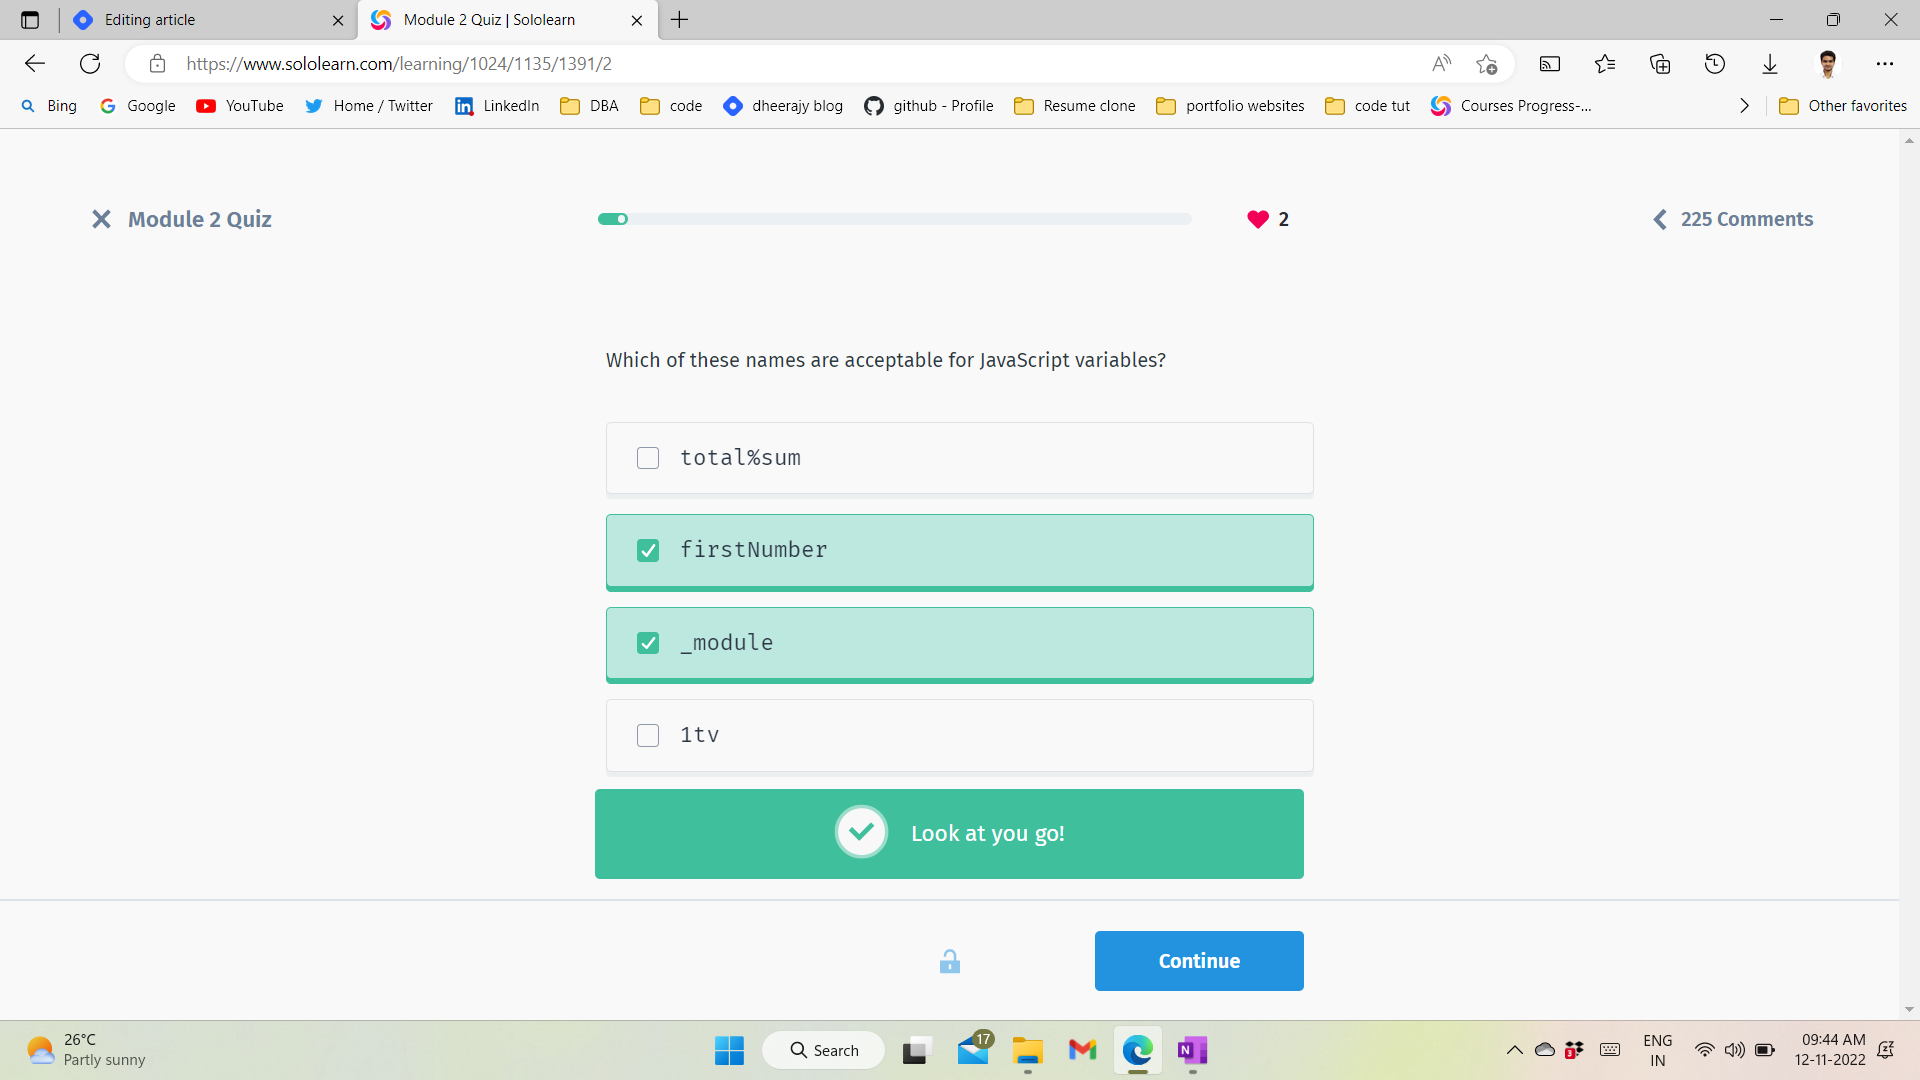 Editing article
Module 2 Quiz | Sololearn
https://www.sololearn.com/learning/1024/1135/1391/2
Bing
Google
YouTube
Home / Twitter
LinkedIn
DBA
code
dheerajy blog
github - Profile
Resume clone
portfolio websites
code tut
Courses Progress-...
Other favorites
Module 2 Quiz
2
225 Comments
Which of these names are acceptable for JavaScript variables?
total%sum
firstNumber
_module
1tv
Look at you go!
Continue
26°C
Partly sunny
Search
17
3
ENG
IN
09:44 AM
12-11-2022